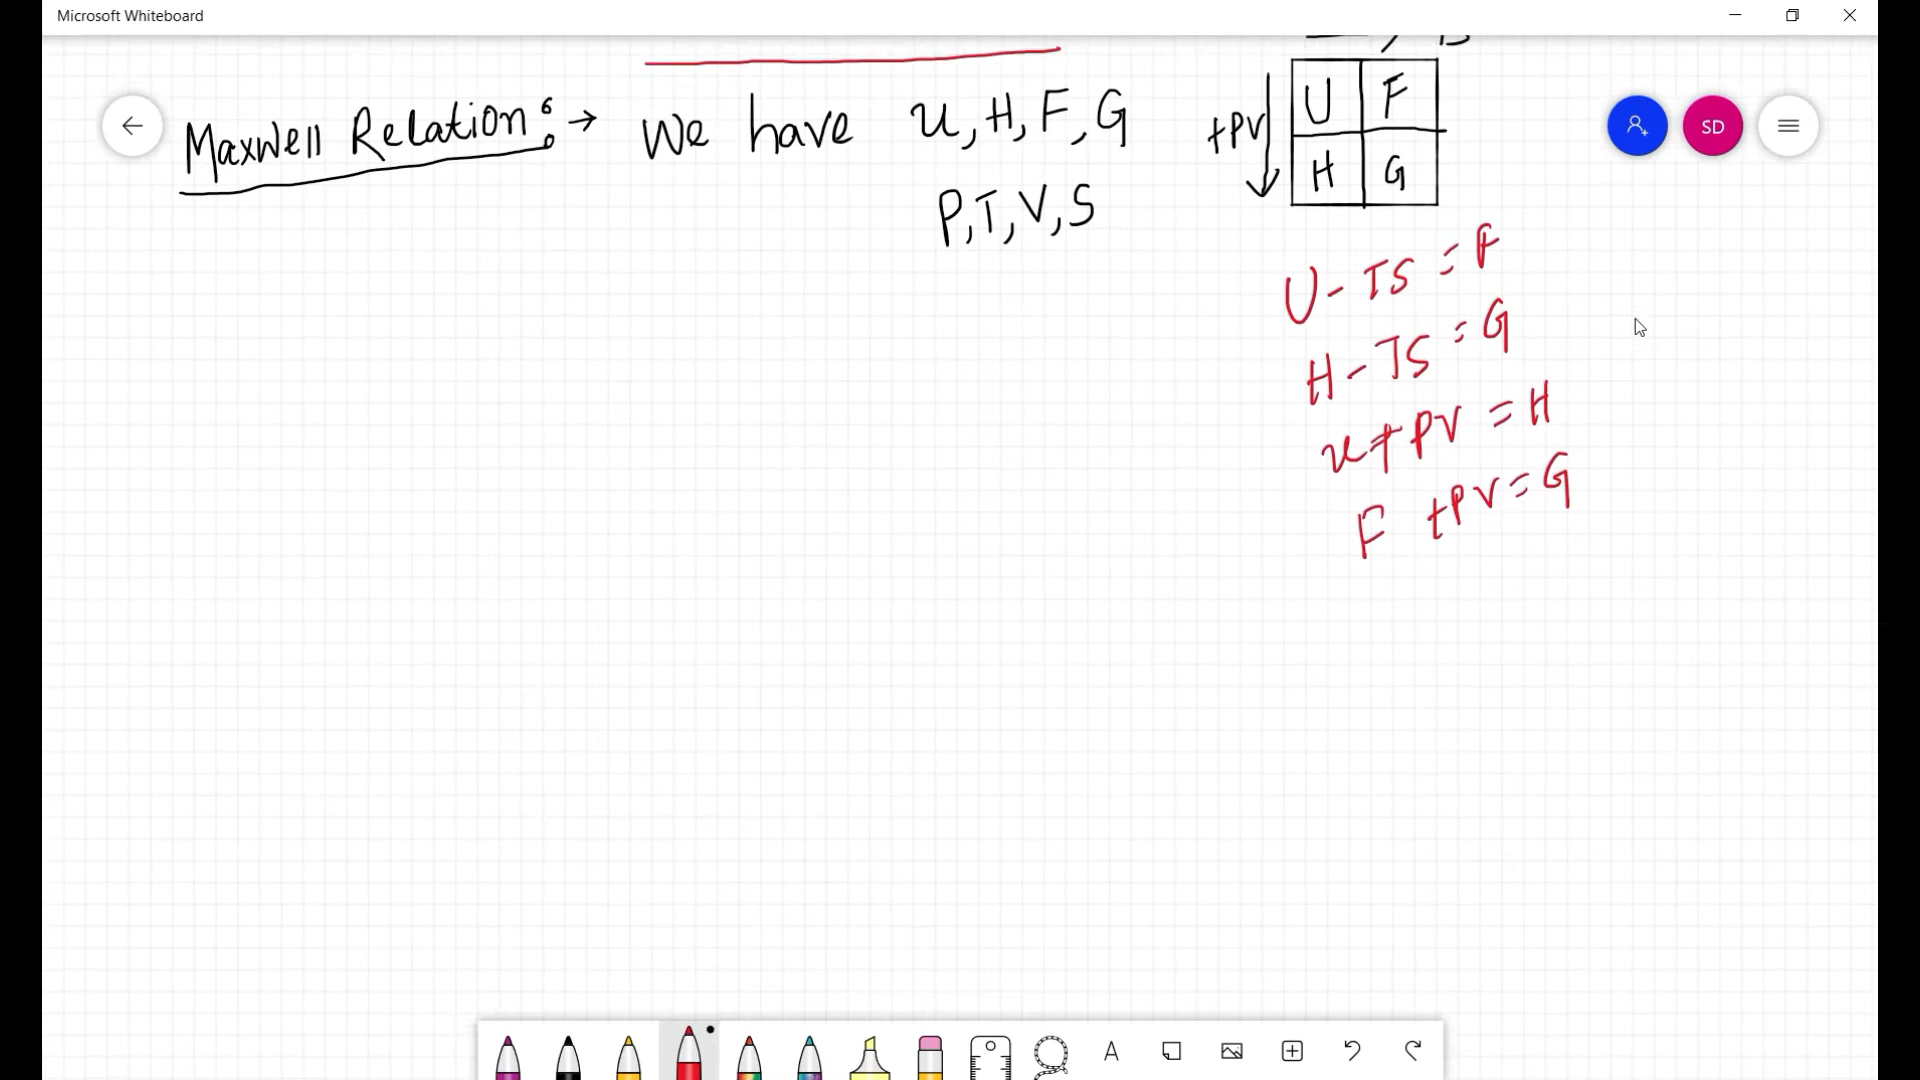 Microsoft Whiteboard
Maxwell Relation : → We have U, H, F, G
P, T, V, S
+PV
U F
H G
SD
U - TS = F
H - TS = G
U + PV = H
F +PV = G
A